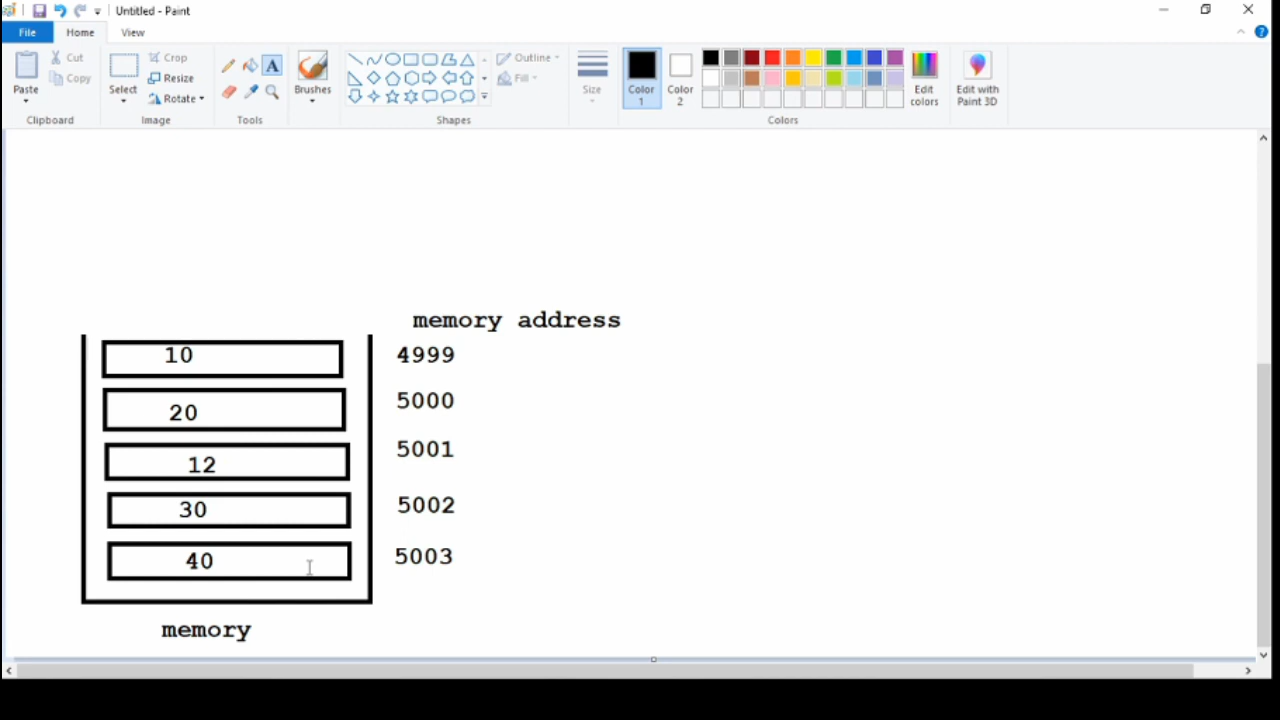 Untitled - Paint
File Home View
Paste
Cut
Copy
Clipboard
Select
Crop
Resize
Rotate
Image
A
Tools
Brushes
Outline
Fill
Shapes
Size
Color 1
Color 2
Edit colors
Colors
Edit with Paint 3D
memory address
10 4999
20 5000
12 5001
30 5002
40 5003
memory